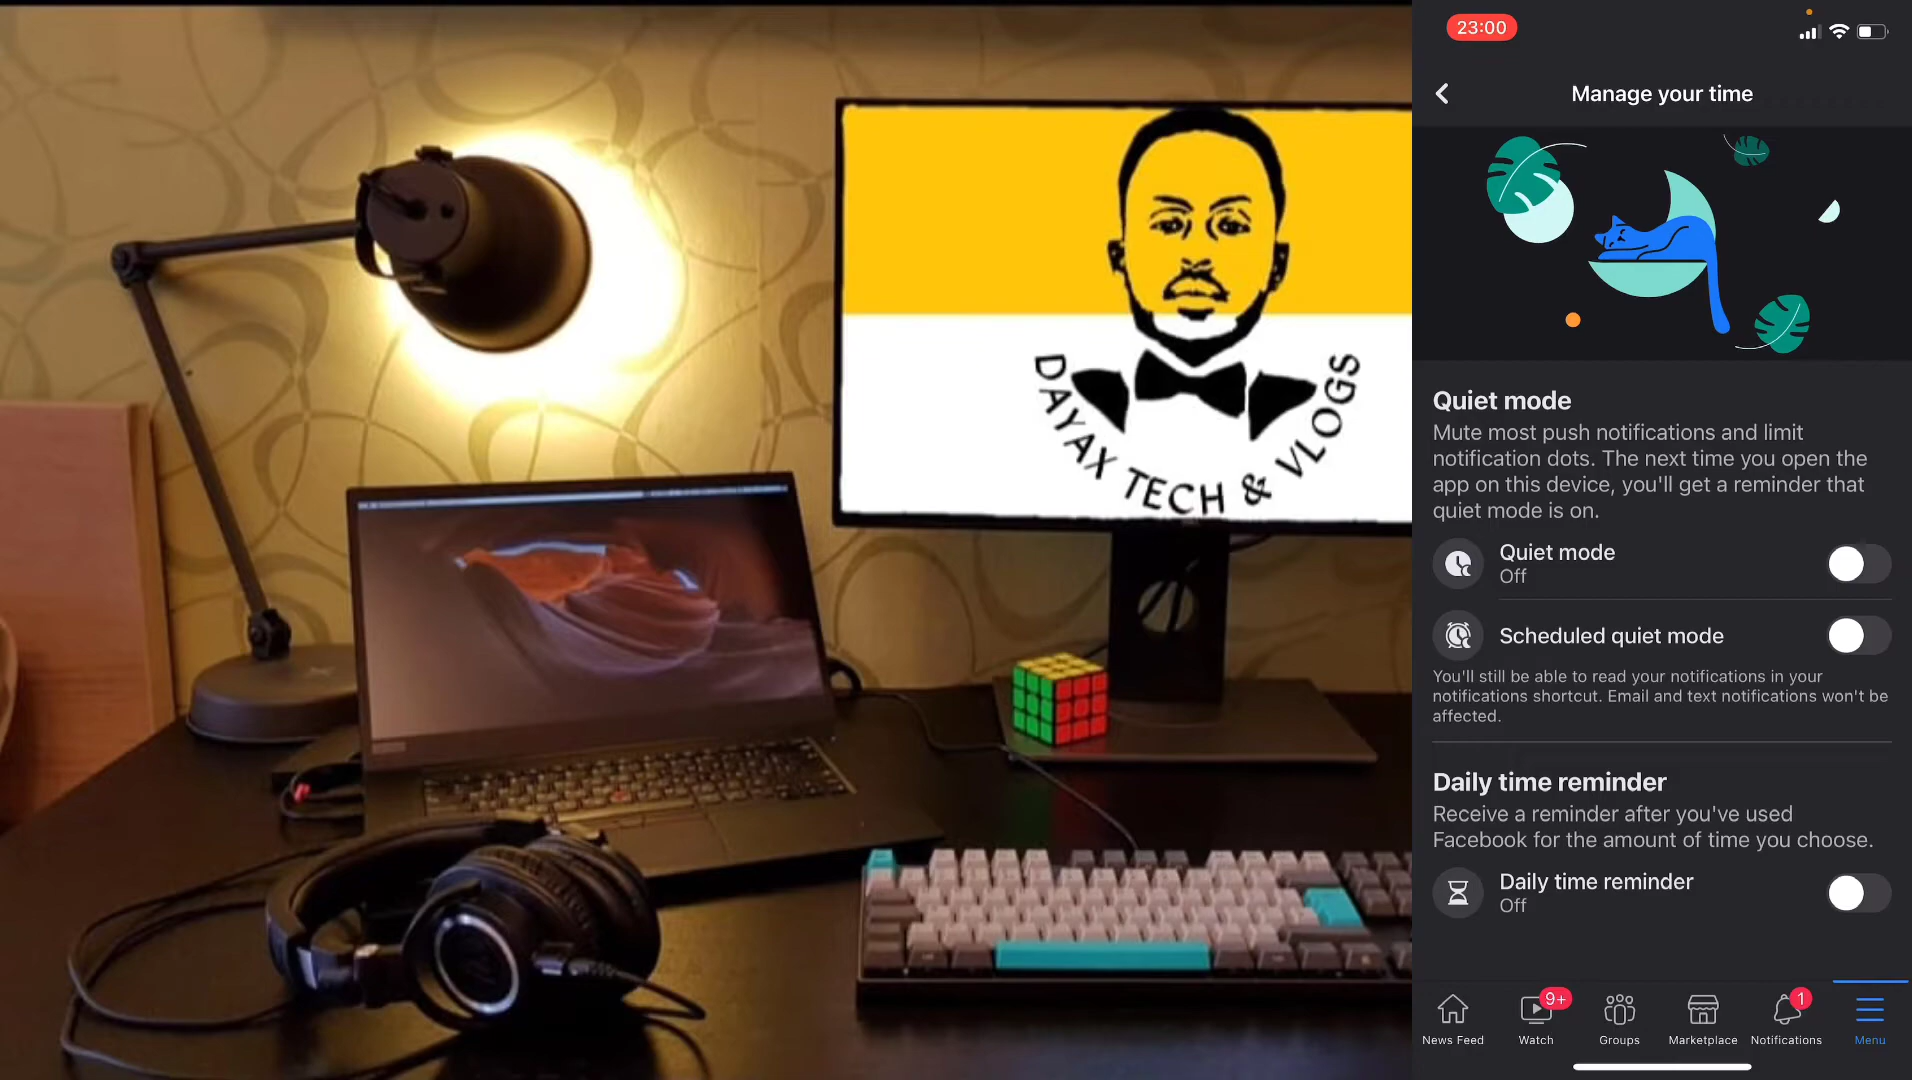 DAYAX TECH & VLOGS
23:00
Manage your time
Quiet mode
Mute most push notifications and limit
notification dots. The next time you open the
app on this device, you'll get a reminder that
quiet mode is on.
Quiet mode
Off
Scheduled quiet mode
You'll still be able to read your notifications in your
notifications shortcut. Email and text notifications won't be
affected.
Daily time reminder
Receive a reminder after you've used
Facebook for the amount of time you choose.
Daily time reminder
Off
9+
1
News Feed
Watch
Groups
Marketplace
Notifications
Menu